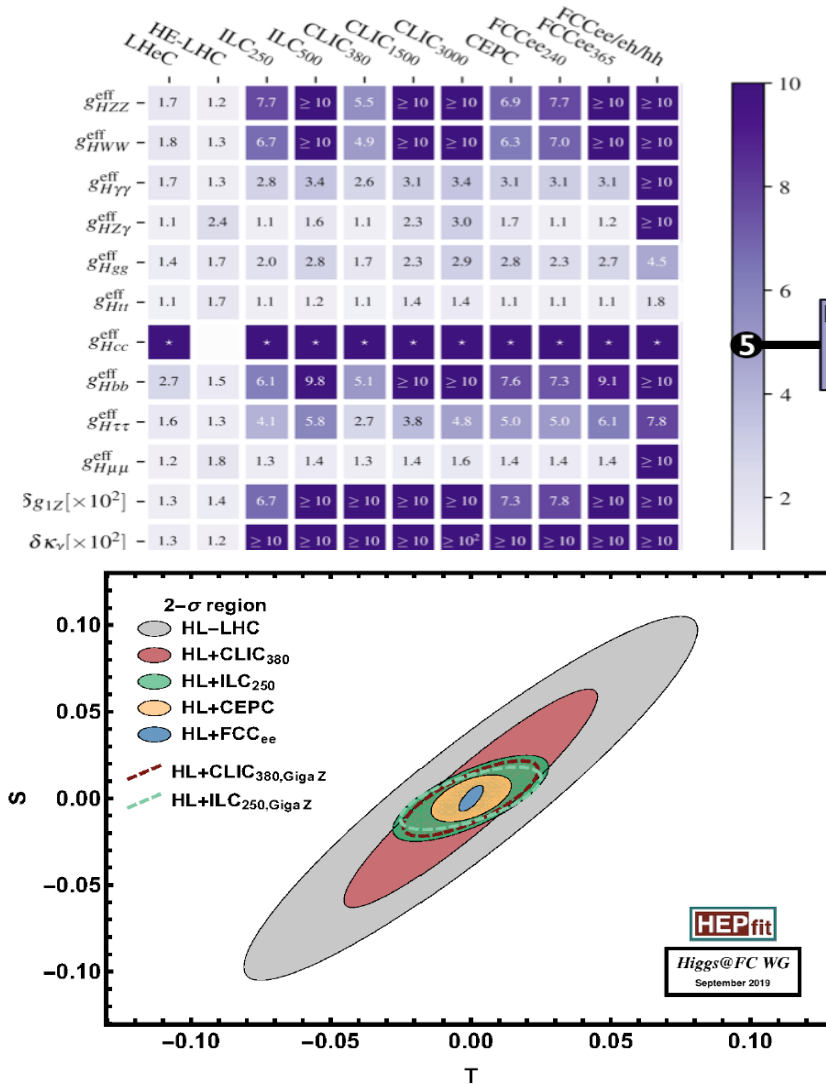 LHeC HE-LHC ILC250 ILC500 CLIC380 CLIC1500 CLIC3000 CEPC FCCee240 FCCee365 FCCee/eh/hh
g^eff_HZZ 1.7 1.2 7.7 ≥ 10 5.5 ≥ 10 ≥ 10 6.9 7.7 ≥ 10 ≥ 10
g^eff_HWW 1.8 1.3 6.7 ≥ 10 4.9 ≥ 10 ≥ 10 6.3 7.0 ≥ 10 ≥ 10
g^eff_Hγγ 1.7 1.3 2.8 3.4 2.6 3.1 3.4 3.1 3.1 3.1 ≥ 10
g^eff_HZγ 1.1 2.4 1.1 1.6 1.1 2.3 3.0 1.7 1.1 1.2 ≥ 10
g^eff_Hgg 1.4 1.7 2.0 2.8 1.7 2.3 2.9 2.8 2.3 2.7 4.5
g^eff_Htt 1.1 1.7 1.1 1.2 1.1 1.4 1.4 1.1 1.1 1.1 1.8
g^eff_Hcc * * * * * * * * * *
g^eff_Hbb 2.7 1.5 6.1 9.8 5.1 ≥ 10 ≥ 10 7.6 7.3 9.1 ≥ 10
g^eff_Hττ 1.6 1.3 4.1 5.8 2.7 3.8 4.8 5.0 5.0 6.1 7.8
g^eff_Hμμ 1.2 1.8 1.3 1.4 1.3 1.4 1.6 1.4 1.4 1.4 ≥ 10
δg1Z[×10²] 1.3 1.4 6.7 ≥ 10 ≥ 10 ≥ 10 ≥ 10 7.3 7.8 ≥ 10 ≥ 10
δκγ[×10²] 1.3 1.2 ≥ 10 ≥ 10 ≥ 10 ≥ 10 ≥ 10² ≥ 10 ≥ 10 ≥ 10 ≥ 10
10
8
6
5
4
2
2−σ region
HL−LHC
HL+CLIC380
HL+ILC250
HL+CEPC
HL+FCCee
HL+CLIC380,Giga Z
HL+ILC250,Giga Z
0.10
0.05
0.00
−0.05
−0.10
S
HEPfit
Higgs@FC WG
September 2019
−0.10 −0.05 0.00 0.05 0.10
T